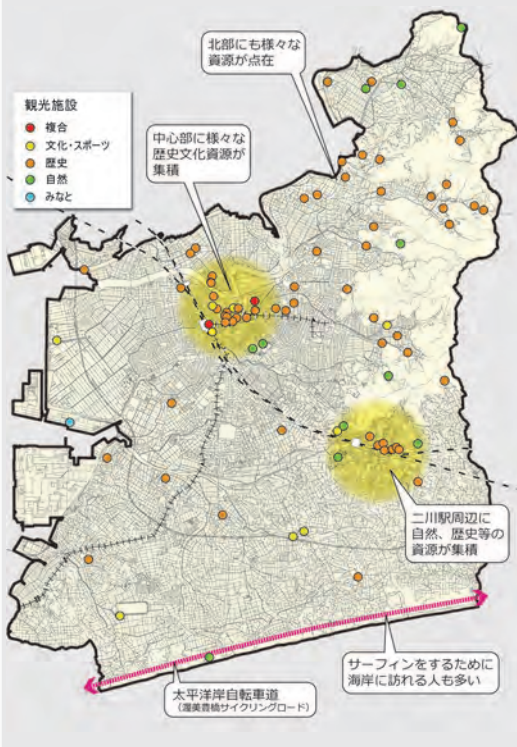 北部にも様々な
資源が点在
観光施設
複合
文化・スポーツ
歴史
自然
みなと
中心部に様々な
歴史文化資源が
集積
二川駅周辺に
自然、歴史等の
資源が集積
サーフィンをするために
海岸に訪れる人も多い
太平洋岸自転車道
（渥美豊橋サイクリングロード）